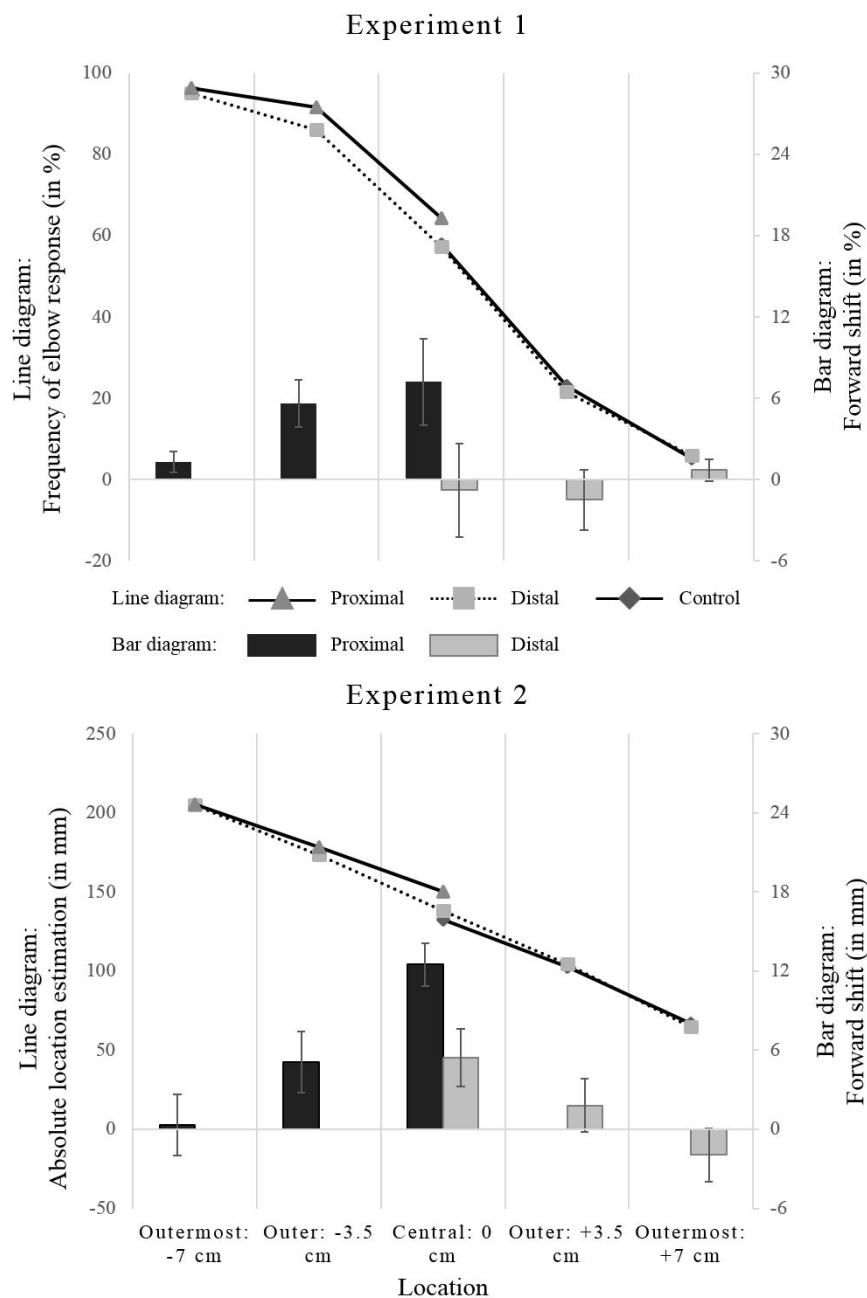 Experiment 1
Line diagram:
Frequency of elbow response (in %)
100
80
60
40
20
0
-20
30
24
18
12
6
0
-6
Bar diagram:
Forward shift (in %)
Line diagram: Proximal Distal Control
Bar diagram: Proximal Distal
Experiment 2
Line diagram:
Absolute location estimation (in mm)
250
200
150
100
50
0
-50
30
24
18
12
6
0
-6
Bar diagram:
Forward shift (in mm)
Outermost: Outer: -3.5 Central: 0 Outer: +3.5 Outermost:
-7 cm cm cm cm +7 cm
Location